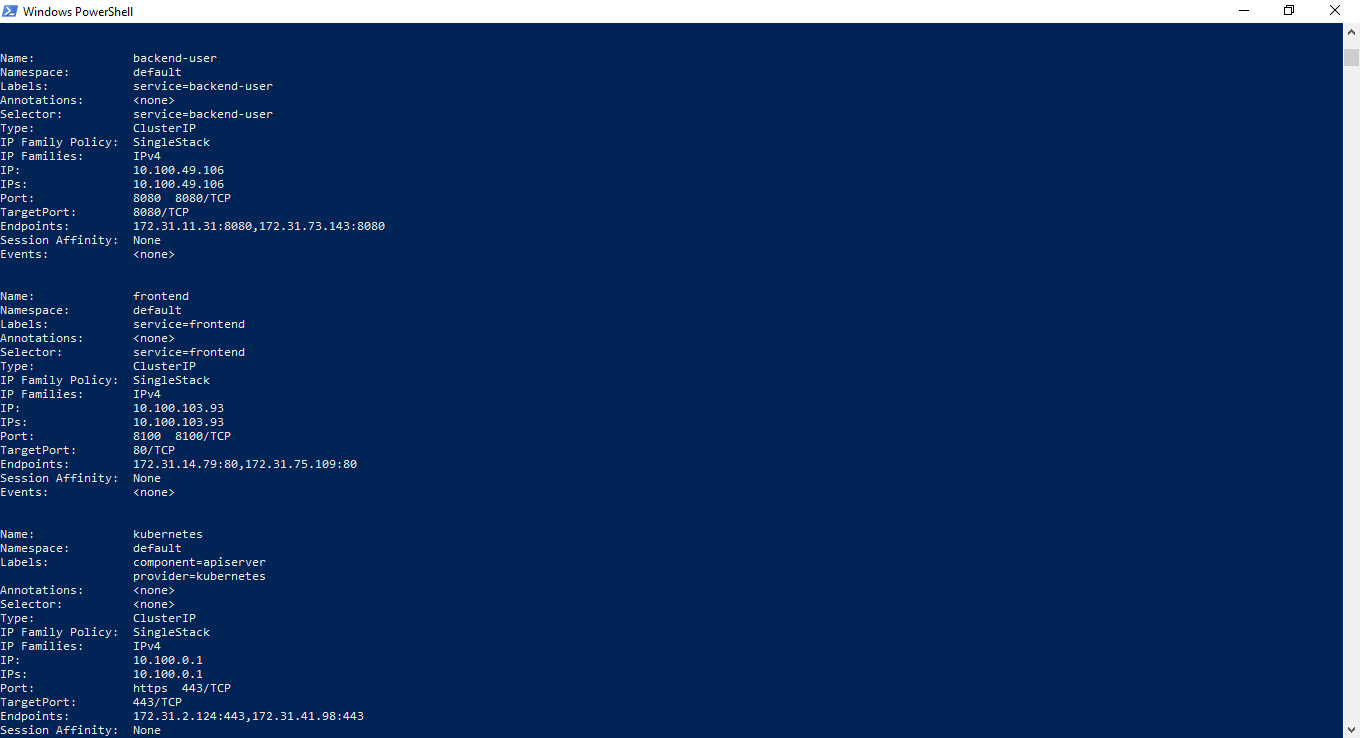 Windows PowerShell
Name: backend-user
Namespace: default
Labels: service=backend-user
Annotations: <none>
Selector: service=backend-user
Type: ClusterIP
IP Family Policy: SingleStack
IP Families: IPv4
IP: 10.100.49.106
IPs: 10.100.49.106
Port: 8080 8080/TCP
TargetPort: 8080/TCP
Endpoints: 172.31.11.31:8080,172.31.73.143:8080
Session Affinity: None
Events: <none>
Name: frontend
Namespace: default
Labels: service=frontend
Annotations: <none>
Selector: service=frontend
Type: ClusterIP
IP Family Policy: SingleStack
IP Families: IPv4
IP: 10.100.103.93
IPs: 10.100.103.93
Port: 8100 8100/TCP
TargetPort: 80/TCP
Endpoints: 172.31.14.79:80,172.31.75.109:80
Session Affinity: None
Events: <none>
Name: kubernetes
Namespace: default
Labels: component=apiserver
provider=kubernetes
Annotations: <none>
Selector: <none>
Type: ClusterIP
IP Family Policy: SingleStack
IP Families: IPv4
IP: 10.100.0.1
IPs: 10.100.0.1
Port: https 443/TCP
TargetPort: 443/TCP
Endpoints: 172.31.2.124:443,172.31.41.98:443
Session Affinity: None